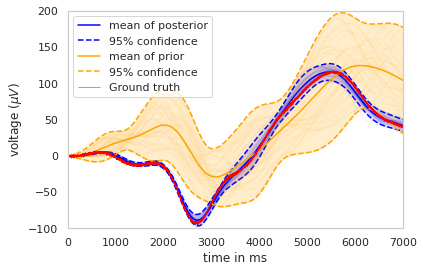 200
150
100
50
0
−50
−100
voltage (μV)
mean of posterior
95% confidence
mean of prior
95% confidence
Ground truth
0 1000 2000 3000 4000 5000 6000 7000
time in ms